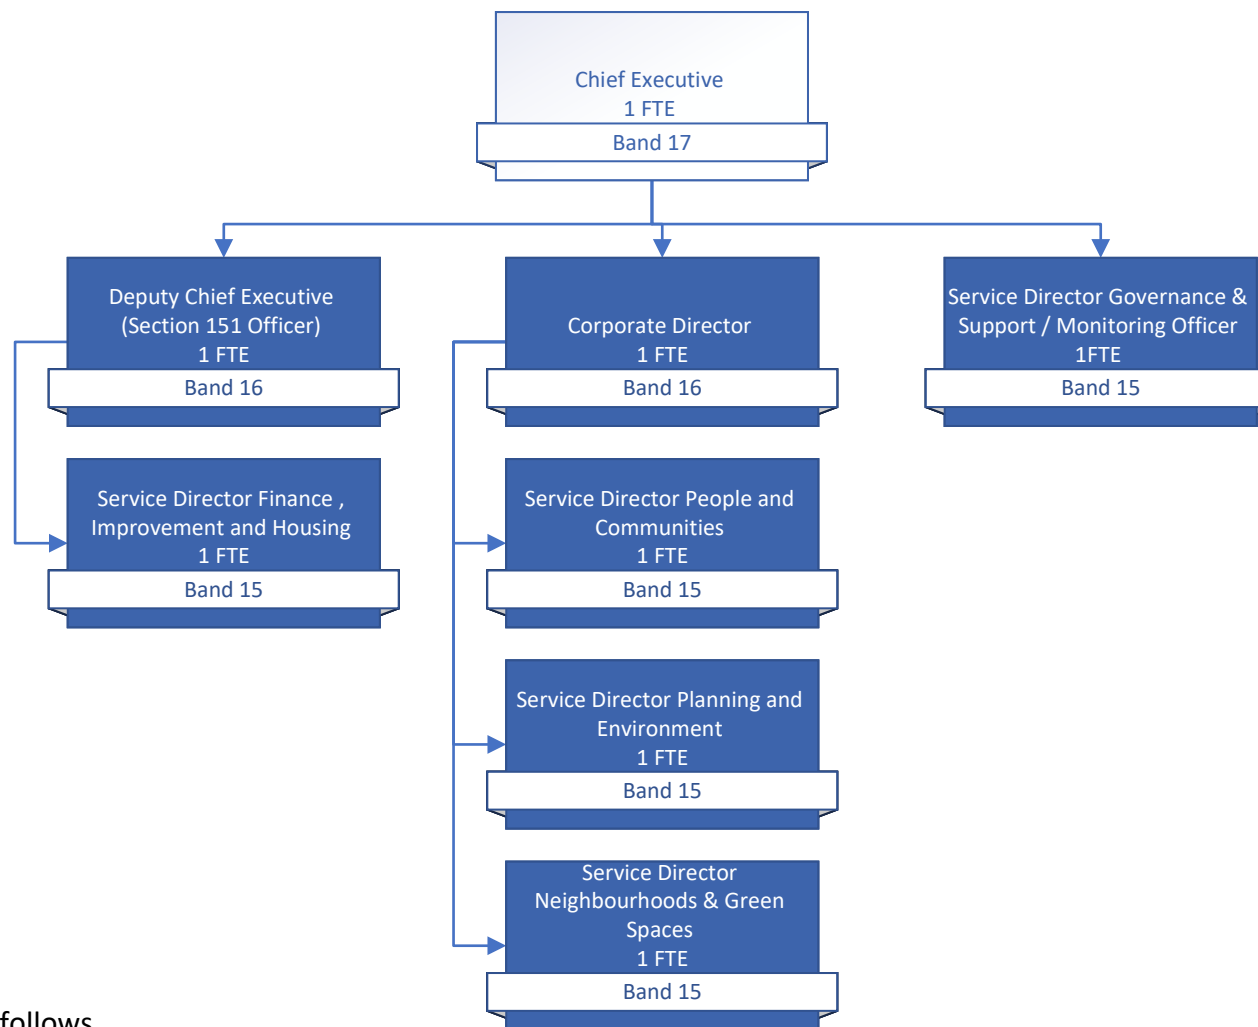 Chief Executive
1 FTE
Band 17
Deputy Chief Executive
(Section 151 Officer)
1 FTE
Band 16
Corporate Director
1 FTE
Band 16
Service Director Governance &
Support / Monitoring Officer
1FTE
Band 15
Service Director Finance ,
Improvement and Housing
1 FTE
Band 15
Service Director People and
Communities
1 FTE
Band 15
Service Director Planning and
Environment
1 FTE
Band 15
Service Director
Neighbourhoods & Green
Spaces
1 FTE
Band 15
follows